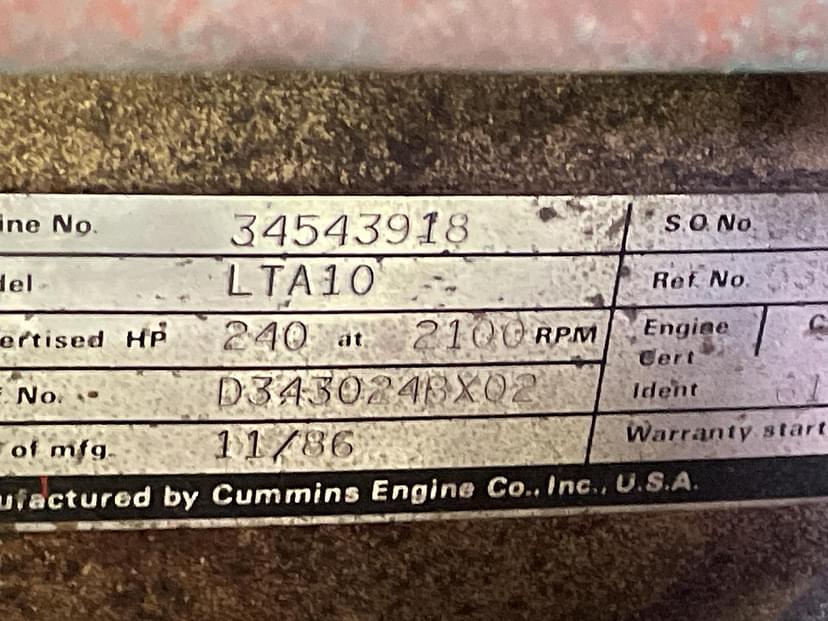 ine No. 34543918 S.O. No.
del LTA10 Ref. No.
ertised HP 240 at 2100 RPM Engine
Cert
. No. D343024BX02 Ident
of mfg. 11/86 Warranty start
ufactured by Cummins Engine Co., Inc., U.S.A.